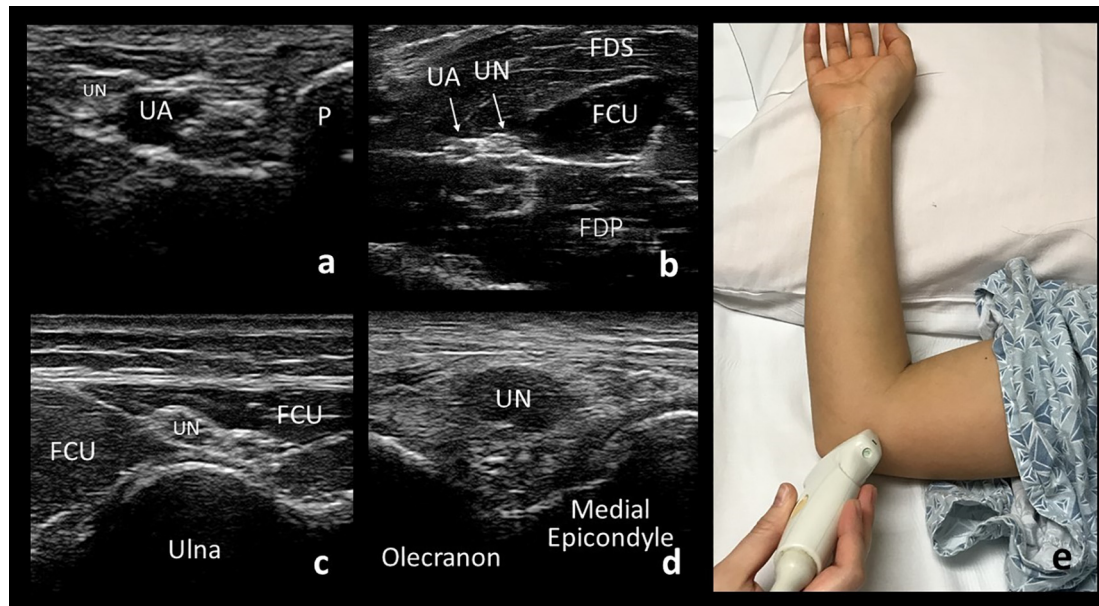 UN
UA
P
a
FDS
UA UN
FCU
FDP
b
FCU
FCU
UN
Ulna
c
UN
Medial
Epicondyle
Olecranon
d
e